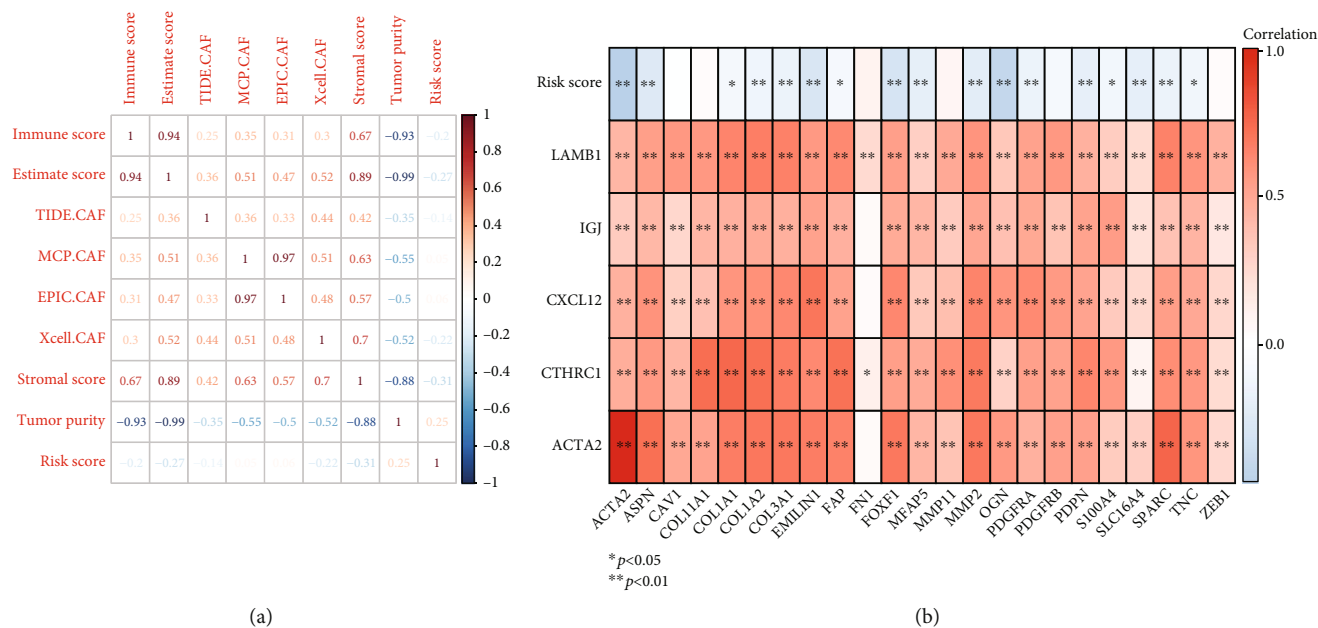 Immune score
Estimate score
TIDE.CAF
MCP.CAF
EPIC.CAF
Xcell.CAF
Stromal score
Tumor purity
Risk score
Immune score 1 0.94 0.25 0.35 0.31 0.3 0.67 −0.93 −0.2
Estimate score 0.94 1 0.36 0.51 0.47 0.52 0.89 −0.99 −0.27
TIDE.CAF 0.25 0.36 1 0.36 0.33 0.44 0.42 −0.35 −0.14
MCP.CAF 0.35 0.51 0.36 1 0.97 0.51 0.63 −0.55
EPIC.CAF 0.31 0.47 0.33 0.97 1 0.48 0.57 −0.5
Xcell.CAF 0.3 0.52 0.44 0.51 0.48 1 0.7 −0.52 −0.22
Stromal score 0.67 0.89 0.42 0.63 0.57 0.7 1 −0.88 −0.31
Tumor purity −0.93 −0.99 −0.35 −0.55 −0.5 −0.52 −0.88 1 0.25
Risk score −0.2 −0.27 −0.14 −0.22 −0.31 0.25 1
1
0.8
0.6
0.4
0.2
0
−0.2
−0.4
−0.6
−0.8
−1
(a)
Correlation
1.0
0.5
0.0
Risk score ** ** * ** ** ** * ** ** ** ** ** ** * ** ** *
LAMB1 ** ** ** ** ** ** ** ** ** ** ** ** ** ** ** ** ** ** ** ** ** ** **
IGJ ** ** ** ** ** ** ** ** ** ** ** ** ** ** ** ** ** ** ** ** ** **
CXCL12 ** ** ** ** ** ** ** ** ** ** ** ** ** ** ** ** ** ** ** ** ** **
CTHRC1 ** ** ** ** ** ** ** ** ** * ** ** ** ** ** ** ** ** ** ** ** ** **
ACTA2 ** ** ** ** ** ** ** ** ** ** ** ** ** ** ** ** ** ** ** ** ** **
ACTA2
ASPN
CAV1
COL11A1
COL1A1
COL1A2
COL3A1
EMILIN1
FAP
FN1
FOXF1
MFAP5
MMP11
MMP2
OGN
PDGFRA
PDGFRB
PDPN
S100A4
SLC16A4
SPARC
TNC
ZEB1
*p<0.05
**p<0.01
(b)